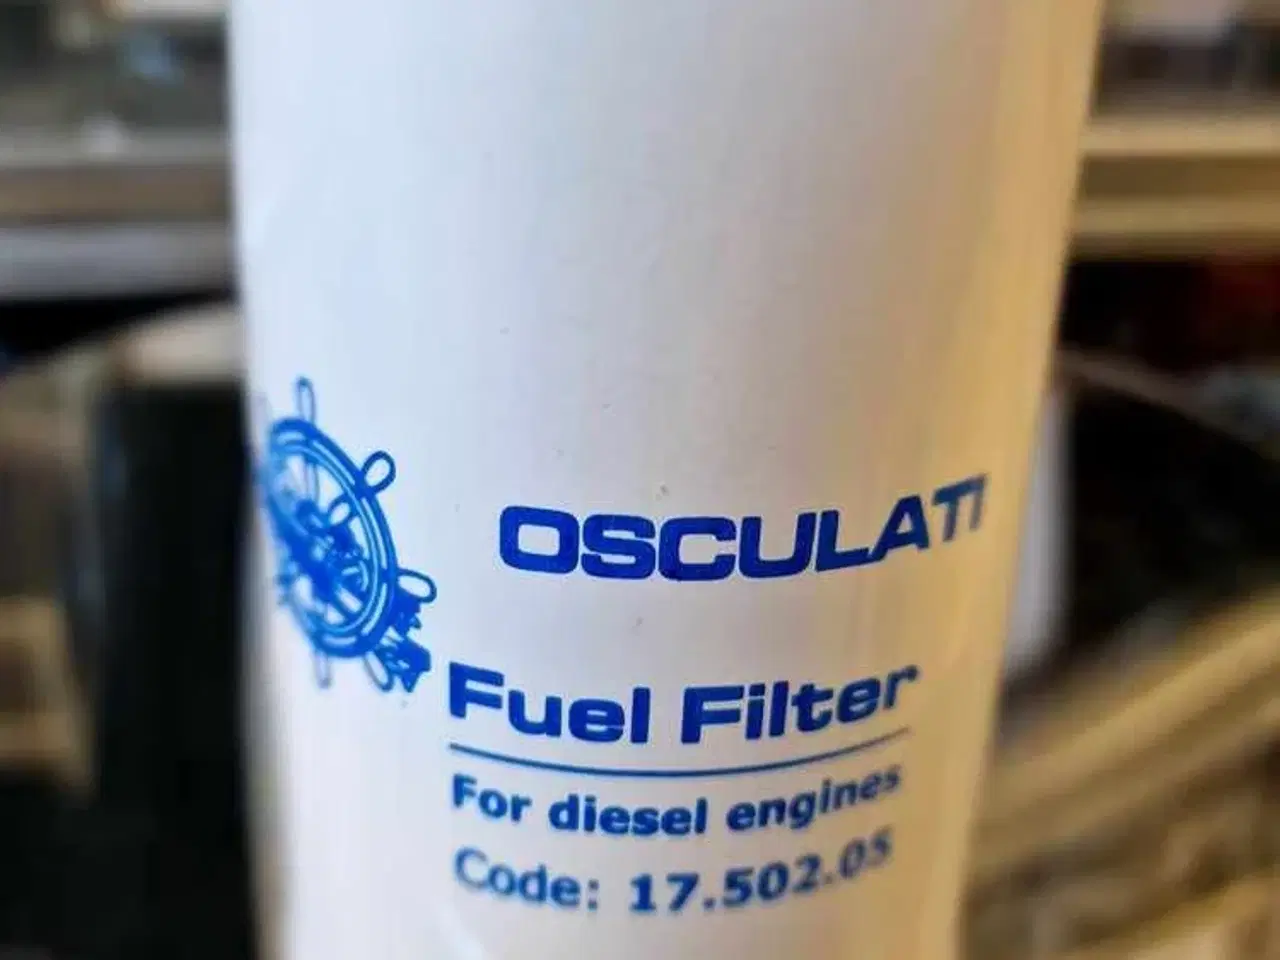 OSCULATI
Fuel Filter
For diesel engines
Code: 17.502.05